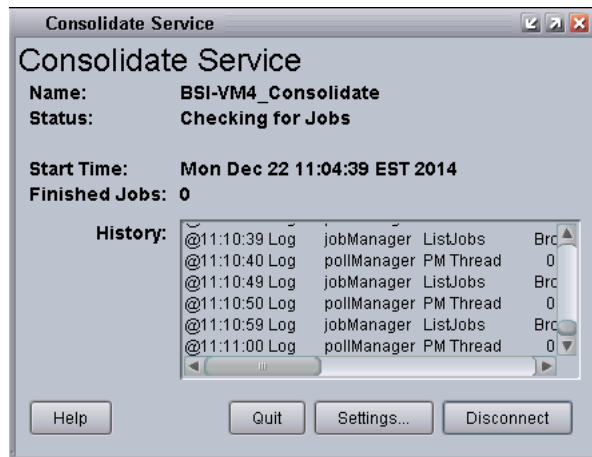 Consolidate Service
Consolidate Service
Name: BSI-VM4_Consolidate
Status: Checking for Jobs
Start Time: Mon Dec 22 11:04:39 EST 2014
Finished Jobs: 0
History:
@11:10:39 Log jobManager ListJobs Bro
@11:10:40 Log pollManager PM Thread 0
@11:10:49 Log jobManager ListJobs Bro
@11:10:50 Log pollManager PM Thread 0
@11:10:59 Log jobManager ListJobs Bro
@11:11:00 Log pollManager PM Thread 0
Help Quit Settings... Disconnect